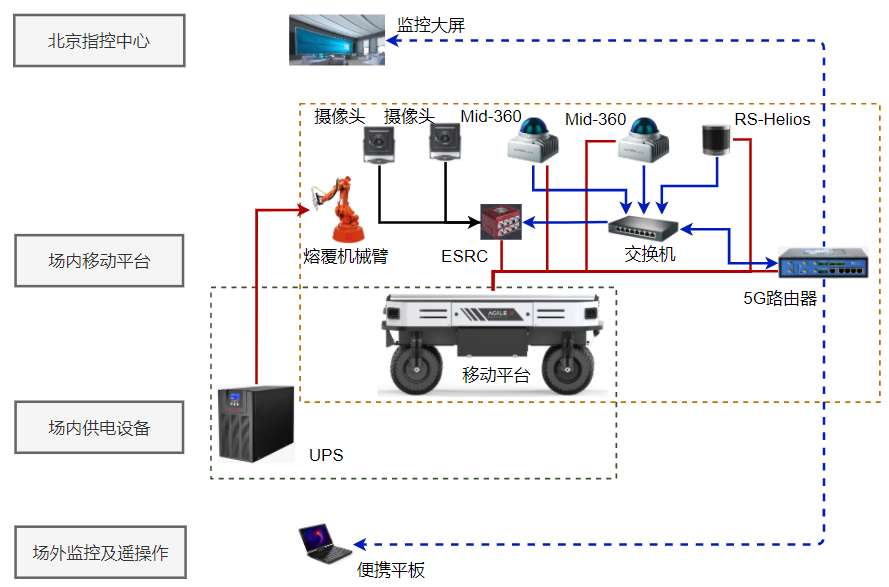 北京指控中心
监控大屏
摄像头
摄像头
Mid-360
Mid-360
RS-Helios
场内移动平台
熔覆机械臂
ESRC
交换机
5G路由器
AGILE
移动平台
场内供电设备
UPS
场外监控及遥操作
便携平板